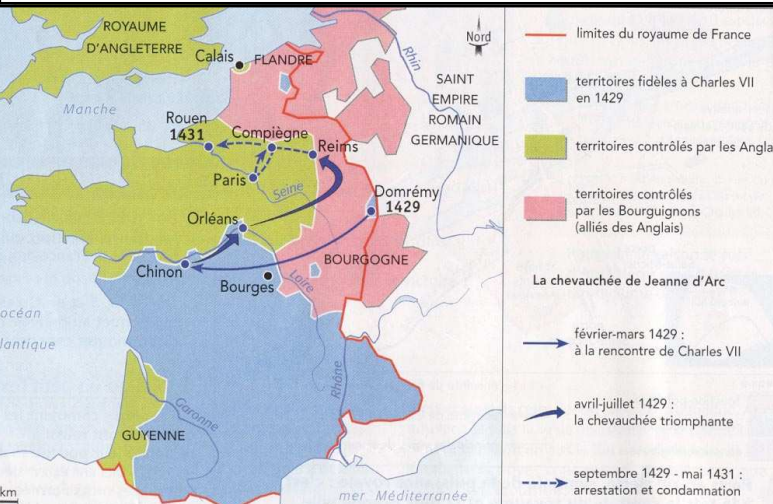 ROYAUME
D'ANGLETERRE
Calais
FLANDRE
Nord
Rhin
SAINT
EMPIRE
ROMAIN
GERMANIQUE
Manche
Rouen
1431
Compiègne
Reims
Paris
Seine
Domrémy
1429
Orléans
Chinon
Bourges
Loire
BOURGOGNE
océan
lantique
Rhône
Garonne
GUYENNE
mer Méditerranée
km
limites du royaume de France
territoires fidèles à Charles VII
en 1429
territoires contrôlés par les Angla
territoires contrôlés
par les Bourguignons
(alliés des Anglais)
La chevauchée de Jeanne d'Arc
février-mars 1429 :
à la rencontre de Charles VII
avril-juillet 1429 :
la chevauchée triomphante
septembre 1429 - mai 1431 :
arrestation et condamnation